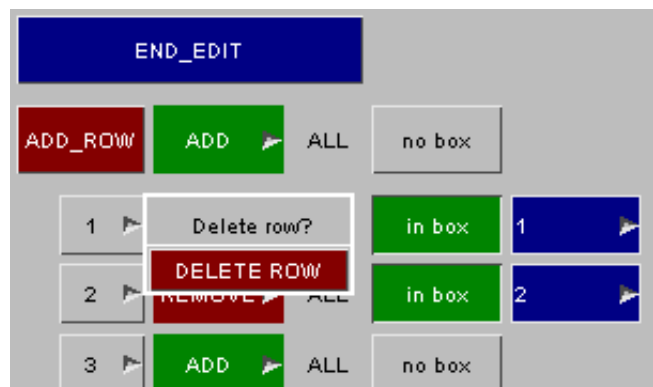 END_EDIT
ADD_ROW ADD ALL no box
1 Delete row? in box 1
DELETE ROW
2 REMOVE ALL in box 2
3 ADD ALL no box